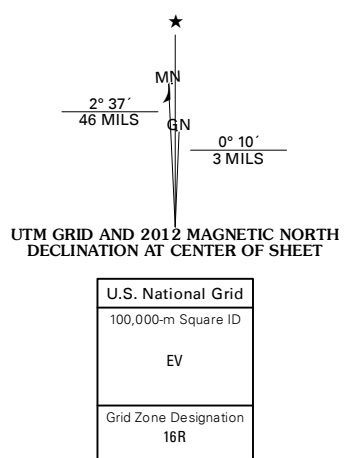 ★
MN
2° 37´
46 MILS
GN
0° 10´
3 MILS
UTM GRID AND 2012 MAGNETIC NORTH
DECLINATION AT CENTER OF SHEET
U.S. National Grid
100,000-m Square ID
EV
Grid Zone Designation
16R